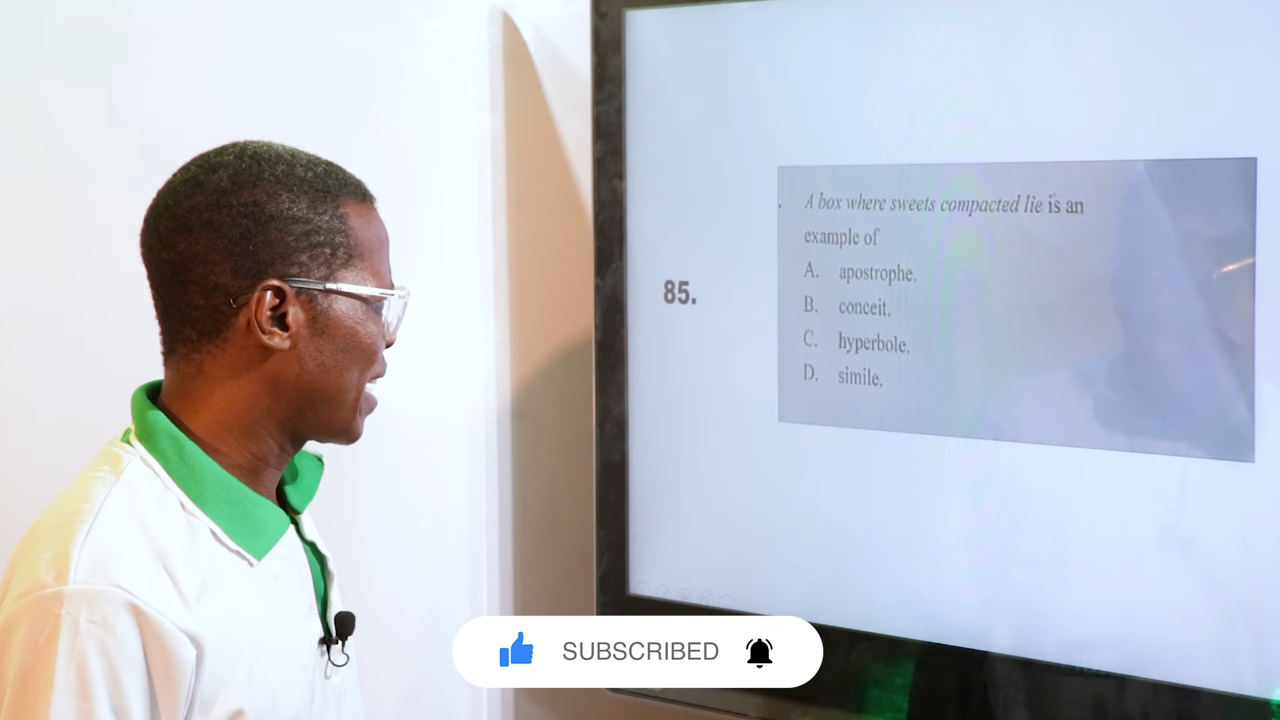 85.
. A box where sweets compacted lie is an
example of
A. apostrophe.
B. conceit.
C. hyperbole.
D. simile.
SUBSCRIBED